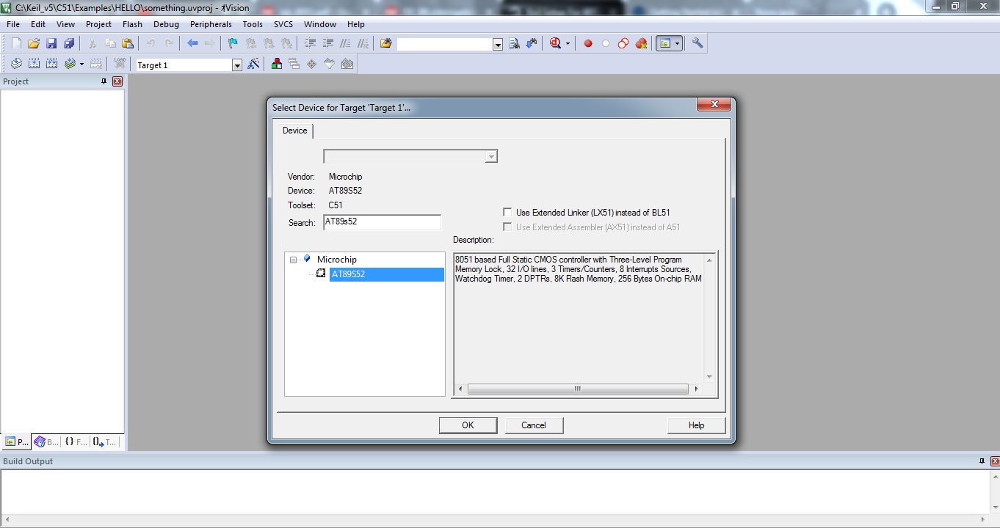 C:\Keil_v5\C51\Examples\HELLO\something.uvproj - µVision
File Edit View Project Flash Debug Peripherals Tools SVCS Window Help
LOAD
Target 1
Project
Select Device for Target 'Target 1'...
Device
Vendor: Microchip
Device: AT89S52
Toolset: C51
Search: AT89s52
Use Extended Linker (LX51) instead of BL51
Use Extended Assembler (AX51) instead of A51
Description:
Microchip
AT89S52
8051 based Full Static CMOS controller with Three-Level Program
Memory Lock, 32 I/O lines, 3 Timers/Counters, 8 Interrupts Sources,
Watchdog Timer, 2 DPTRs, 8K Flash Memory, 256 Bytes On-chip RAM
OK Cancel Help
P... B... {} F... {} T...
Build Output